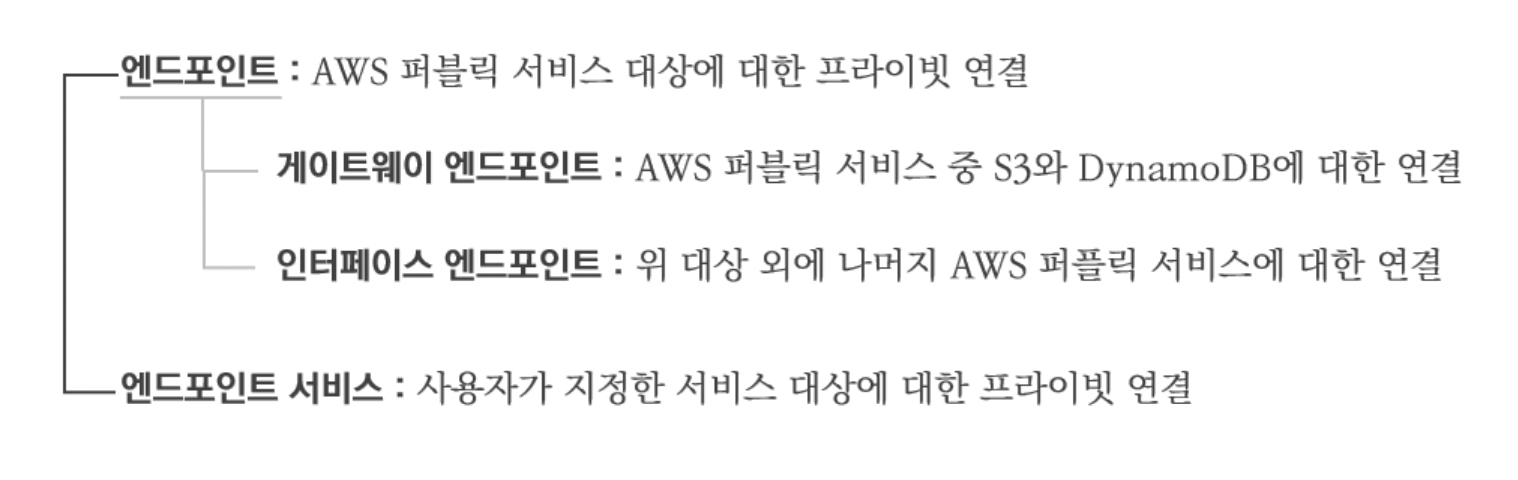 엔드포인트 : AWS 퍼블릭 서비스 대상에 대한 프라이빗 연결
게이트웨이 엔드포인트 : AWS 퍼블릭 서비스 중 S3와 DynamoDB에 대한 연결
인터페이스 엔드포인트 : 위 대상 외에 나머지 AWS 퍼플릭 서비스에 대한 연결
엔드포인트 서비스 : 사용자가 지정한 서비스 대상에 대한 프라이빗 연결